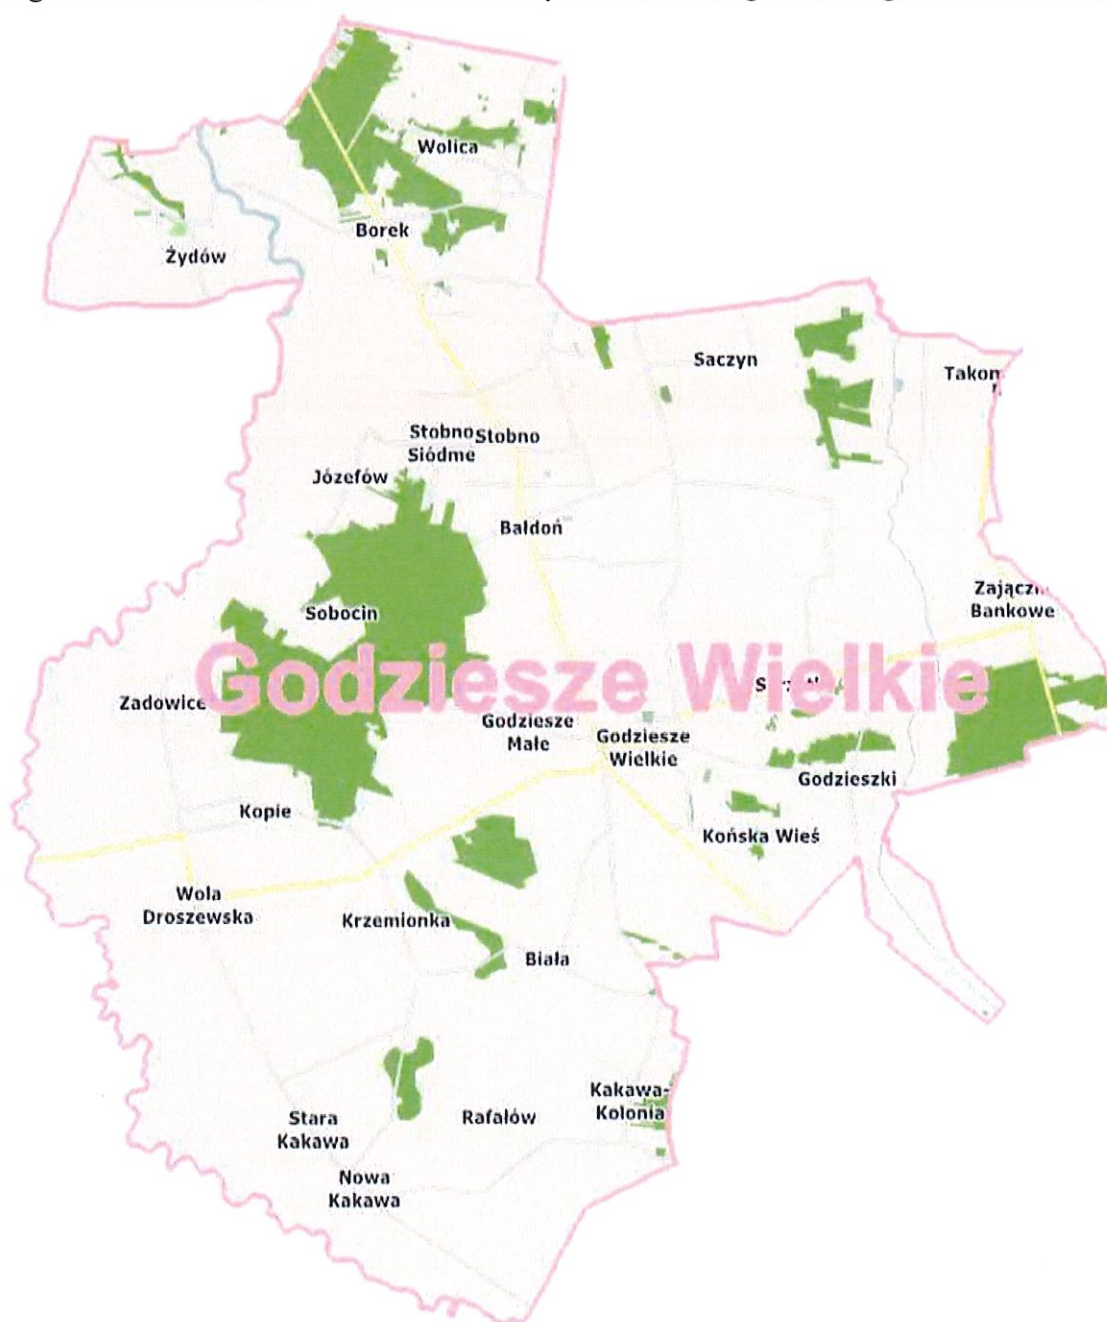 Wolica
Borek
Żydów
Saczyn
Takom
Stobno
Siódme
Stobno
Józefów
Bałdoń
Zającz
Bankowe
Sobocin
Godziesze Wielkie
Zadowice
Godziesze
Małe
Godziesze
Wielkie
Godzieszki
Kopie
Końska Wieś
Wola
Droszewska
Krzemionka
Biała
Kakawa-
Kolonia
Rafałów
Stara
Kakawa
Nowa
Kakawa